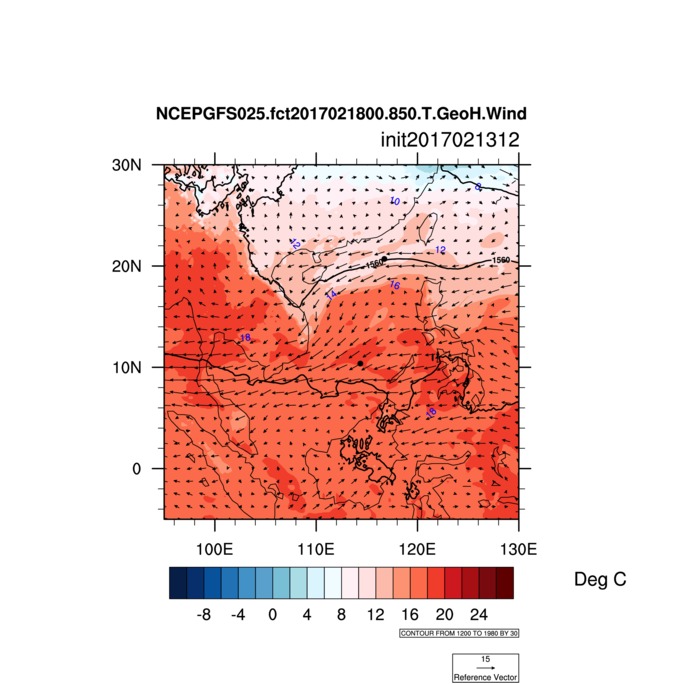 NCEPGFS025.fct2017021800.850.T.GeoH.Wind
init2017021312
30N
20N
10N
0
8
10
12
12
1560
1560
14
16
18
18
100E 110E 120E 130E
Deg C
-8 -4 0 4 8 12 16 20 24
CONTOUR FROM 1200 TO 1980 BY 30
15
Reference Vector